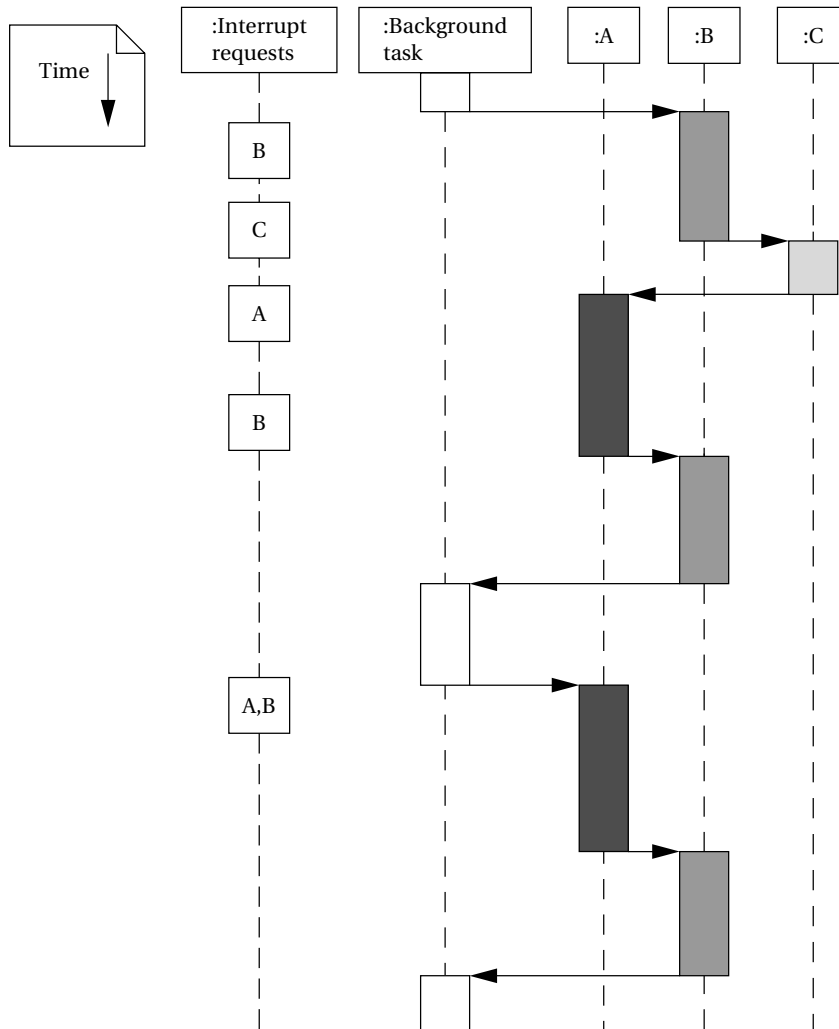 Time
:Interrupt
requests
:Background
task
:A
:B
:C
B
C
A
B
A,B